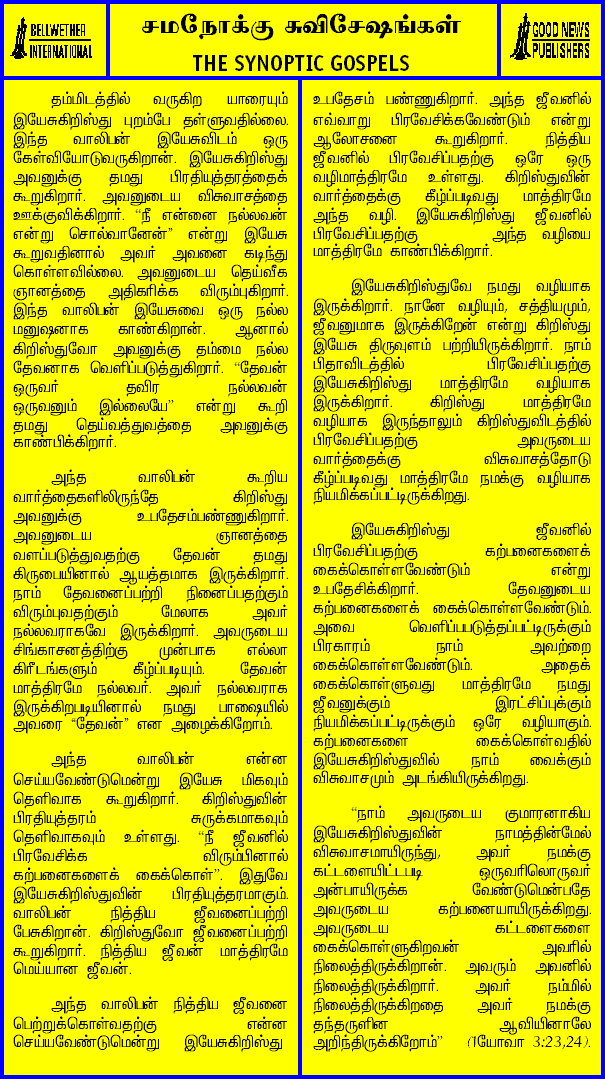 BELLWETHER
INTERNATIONAL
சமநோக்கு சுவிசேஷங்கள்
THE SYNOPTIC GOSPELS
GOOD NEWS
PUBLISHERS
தம்மிடத்தில் வருகிற யாரையும்
இயேசுகிறிஸ்து புறம்பே தள்ளுவதில்லை.
இந்த வாலிபன் இயேசுவிடம் ஒரு
கேள்வியோடுவருகிறான். இயேசுகிறிஸ்து
அவனுக்கு தமது பிரதியுத்தரத்தைக்
கூறுகிறார். அவனுடைய விசுவாசத்தை
ஊக்குவிக்கிறார். “நீ என்னை நல்லவன்
என்று சொல்வானேன்” என்று இயேசு
கூறுவதினால் அவர் அவனை கடிந்து
கொள்ளவில்லை. அவனுடைய தெய்வீக
ஞானத்தை அதிகரிக்க விரும்புகிறார்.
இந்த வாலிபன் இயேசுவை ஒரு நல்ல
மனுஷனாக காண்கிறான். ஆனால்
கிறிஸ்துவோ அவனுக்கு தம்மை நல்ல
தேவனாக வெளிப்படுத்துகிறார். “தேவன்
ஒருவர் தவிர நல்லவன்
ஒருவனும் இல்லையே” என்று கூறி
தமது தெய்வத்துவத்தை அவனுக்கு
காண்பிக்கிறார்.
அந்த வாலிபன் கூறிய
வார்த்தைகளிலிருந்தே கிறிஸ்து
அவனுக்கு உபதேசம்பண்ணுகிறார்.
அவனுடைய ஞானத்தை
வளப்படுத்துவதற்கு தேவன் தமது
கிருபையினால் ஆயத்தமாக இருக்கிறார்.
நாம் தேவனைப்பற்றி நினைப்பதற்கும்
விரும்புவதற்கும் மேலாக அவர்
நல்லவராகவே இருக்கிறார். அவருடைய
சிங்காசனத்திற்கு முன்பாக எல்லா
கிரீடங்களும் கீழ்ப்படியும். தேவன்
மாத்திரமே நல்லவர். அவர் நல்லவராக
இருக்கிறபடியினால் நமது பாஷையில்
அவரை “தேவன்” என அழைக்கிறோம்.
அந்த வாலிபன் என்ன
செய்யவேண்டுமென்று இயேசு மிகவும்
தெளிவாக கூறுகிறார். கிறிஸ்துவின்
பிரதியுத்தரம் சுருக்கமாகவும்
தெளிவாகவும் உள்ளது. “நீ ஜீவனில்
பிரவேசிக்க விரும்பினால்
கற்பனைகளைக் கைக்கொள்”. இதுவே
இயேசுகிறிஸ்துவின் பிரதியுத்தரமாகும்.
வாலிபன் நித்திய ஜீவனைப்பற்றி
பேசுகிறான். கிறிஸ்துவோ ஜீவனைப்பற்றி
கூறுகிறார். நித்திய ஜீவன் மாத்திரமே
மெய்யான ஜீவன்.
அந்த வாலிபன் நித்திய ஜீவனை
பெற்றுக்கொள்வதற்கு என்ன
செய்யவேண்டுமென்று இயேசுகிறிஸ்து
உபதேசம் பண்ணுகிறார். அந்த ஜீவனில்
எவ்வாறு பிரவேசிக்கவேண்டும் என்று
ஆலோசனை கூறுகிறார். நித்திய
ஜீவனில் பிரவேசிப்பதற்கு ஒரே ஒரு
வழிமாத்திரமே உள்ளது. கிறிஸ்துவின்
வார்த்தைக்கு கீழ்ப்படிவது மாத்திரமே
அந்த வழி. இயேசுகிறிஸ்து ஜீவனில்
பிரவேசிப்பதற்கு அந்த வழியை
மாத்திரமே காண்பிக்கிறார்.
இயேசுகிறிஸ்துவே நமது வழியாக
இருக்கிறார். நானே வழியும், சத்தியமும்,
ஜீவனுமாக இருக்கிறேன் என்று கிறிஸ்து
இயேசு திருவுளம் பற்றியிருக்கிறார். நாம்
பிதாவிடத்தில் பிரவேசிப்பதற்கு
இயேசுகிறிஸ்து மாத்திரமே வழியாக
இருக்கிறார். கிறிஸ்து மாத்திரமே
வழியாக இருந்தாலும் கிறிஸ்துவிடத்தில்
பிரவேசிப்பதற்கு அவருடைய
வார்த்தைக்கு விசுவாசத்தோடு
கீழ்ப்படிவது மாத்திரமே நமக்கு வழியாக
நியமிக்கப்பட்டிருக்கிறது.
இயேசுகிறிஸ்து ஜீவனில்
பிரவேசிப்பதற்கு கற்பனைகளைக்
கைக்கொள்ளவேண்டும் என்று
உபதேசிக்கிறார். தேவனுடைய
கற்பனைகளைக் கைக்கொள்ளவேண்டும்.
அவை வெளிப்படுத்தப்பட்டிருக்கும்
பிரகாரம் நாம் அவற்றை
கைக்கொள்ளவேண்டும். அதைக்
கைக்கொள்ளுவது மாத்திரமே நமது
ஜீவனுக்கும் இரட்சிப்புக்கும்
நியமிக்கப்பட்டிருக்கும் ஒரே வழியாகும்.
கற்பனைகளை கைக்கொள்வதில்
இயேசுகிறிஸ்துவில் நாம் வைக்கும்
விசுவாசமும் அடங்கியிருக்கிறது.
“நாம் அவருடைய குமாரனாகிய
இயேசுகிறிஸ்துவின் நாமத்தின்மேல்
விசுவாசமாயிருந்து, அவர் நமக்கு
கட்டளையிட்டபடி ஒருவரிலொருவர்
அன்பாயிருக்க வேண்டுமென்பதே
அவருடைய கற்பனையாயிருக்கிறது.
அவருடைய கட்டளைகளை
கைக்கொள்ளுகிறவன் அவரில்
நிலைத்திருக்கிறான். அவரும் அவனில்
நிலைத்திருக்கிறார். அவர் நம்மில்
நிலைத்திருக்கிறதை அவர் நமக்கு
தந்தருளின ஆவியினாலே
அறிந்திருக்கிறோம்” (1யோவா 3:23,24).